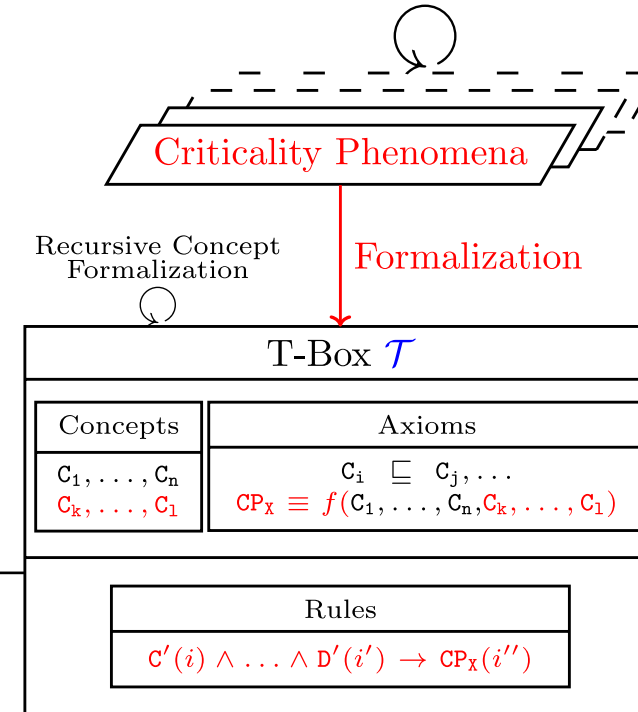 Criticality Phenomena
Formalization
Recursive Concept
Formalization
T-Box 𝒯
Concepts
C₁, . . . , Cₙ
Cₖ, . . . , Cₗ
Axioms
Cᵢ ⊑ Cⱼ, . . .
CP_X ≡ f(C₁, . . . , Cₙ,Cₖ, . . . , Cₗ)
Rules
C′(i) ∧ . . . ∧ D′(i′) → CP_X(i′′)